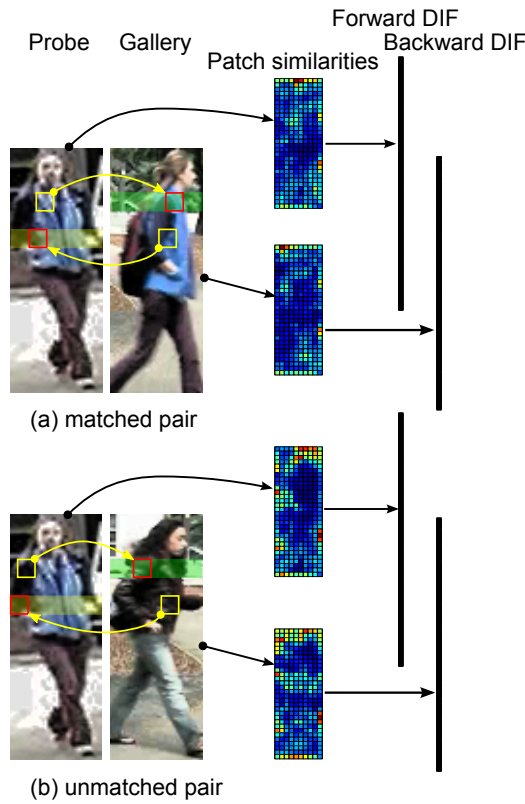 Forward DIF
Probe Gallery Backward DIF
Patch similarities
(a) matched pair
(b) unmatched pair